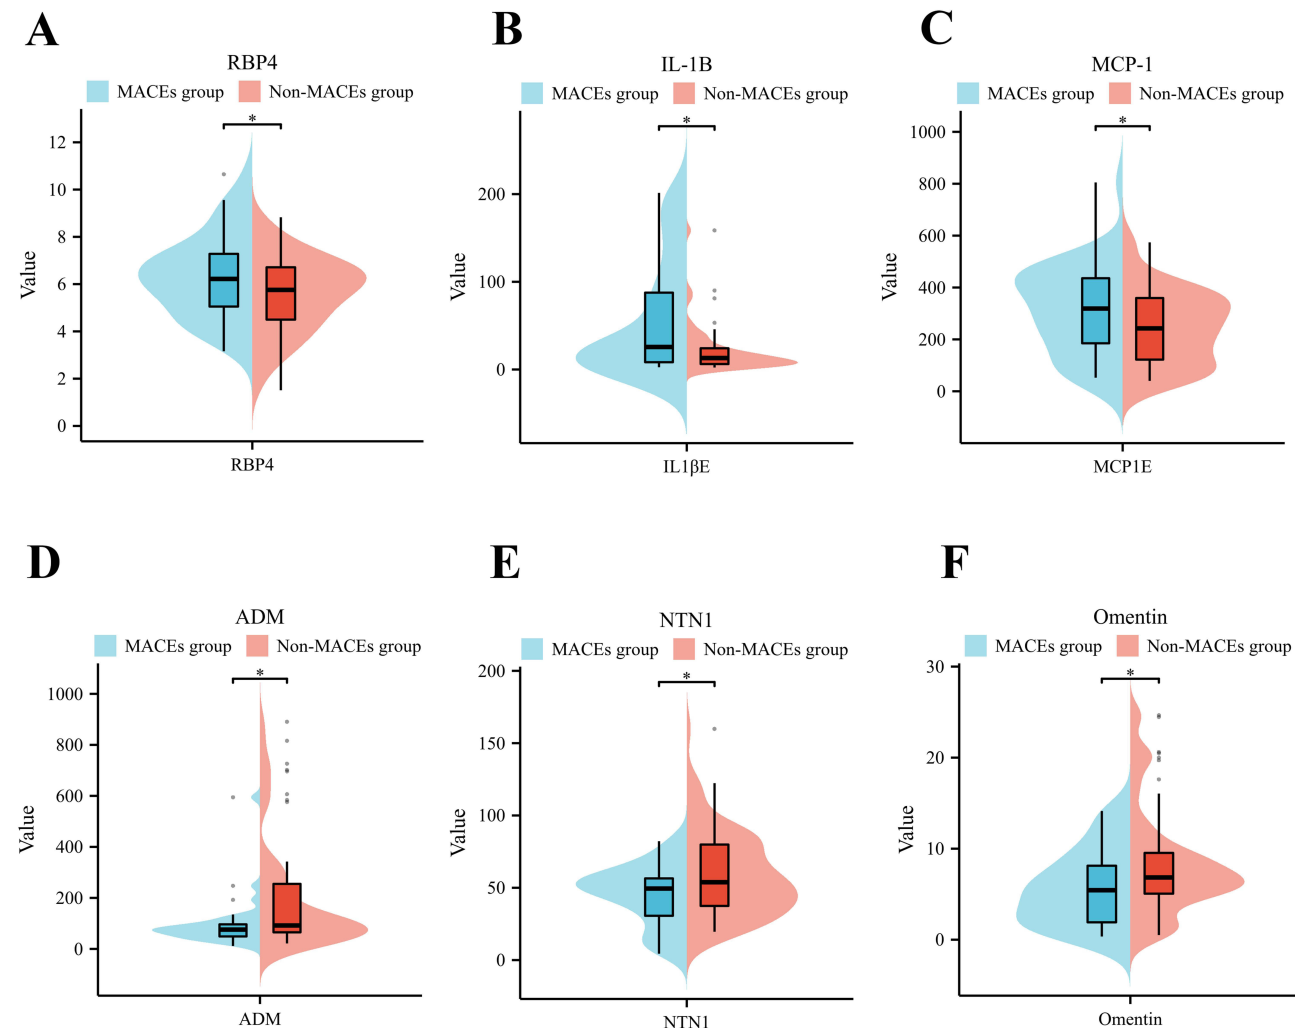 A
RBP4
MACEs group Non-MACEs group
*
12
10
8
6
4
2
0
Value
RBP4
B
IL-1B
MACEs group Non-MACEs group
*
200
100
0
Value
IL1βE
C
MCP-1
MACEs group Non-MACEs group
*
1000
800
600
400
200
0
Value
MCP1E
D
ADM
MACEs group Non-MACEs group
*
1000
800
600
400
200
0
Value
ADM
E
NTN1
MACEs group Non-MACEs group
*
200
150
100
50
0
Value
NTN1
F
Omentin
MACEs group Non-MACEs group
*
30
20
10
0
Value
Omentin